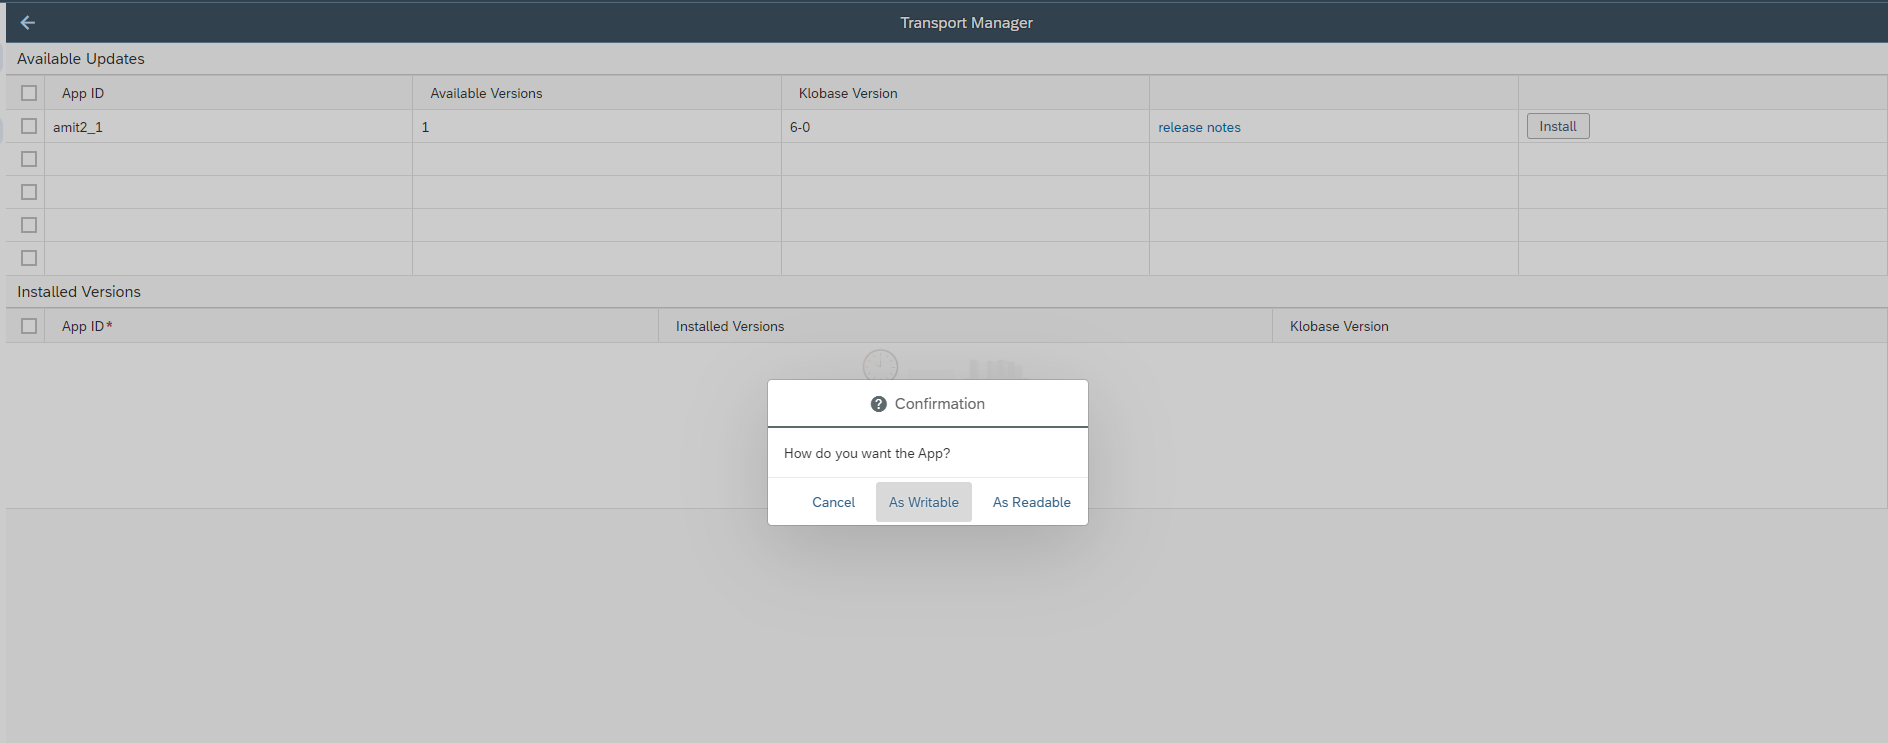 Transport Manager
Available Updates
App ID Available Versions Klobase Version
amit2_1 1 6-0 release notes Install
Installed Versions
App ID* Installed Versions Klobase Version
Confirmation
How do you want the App?
Cancel As Writable As Readable